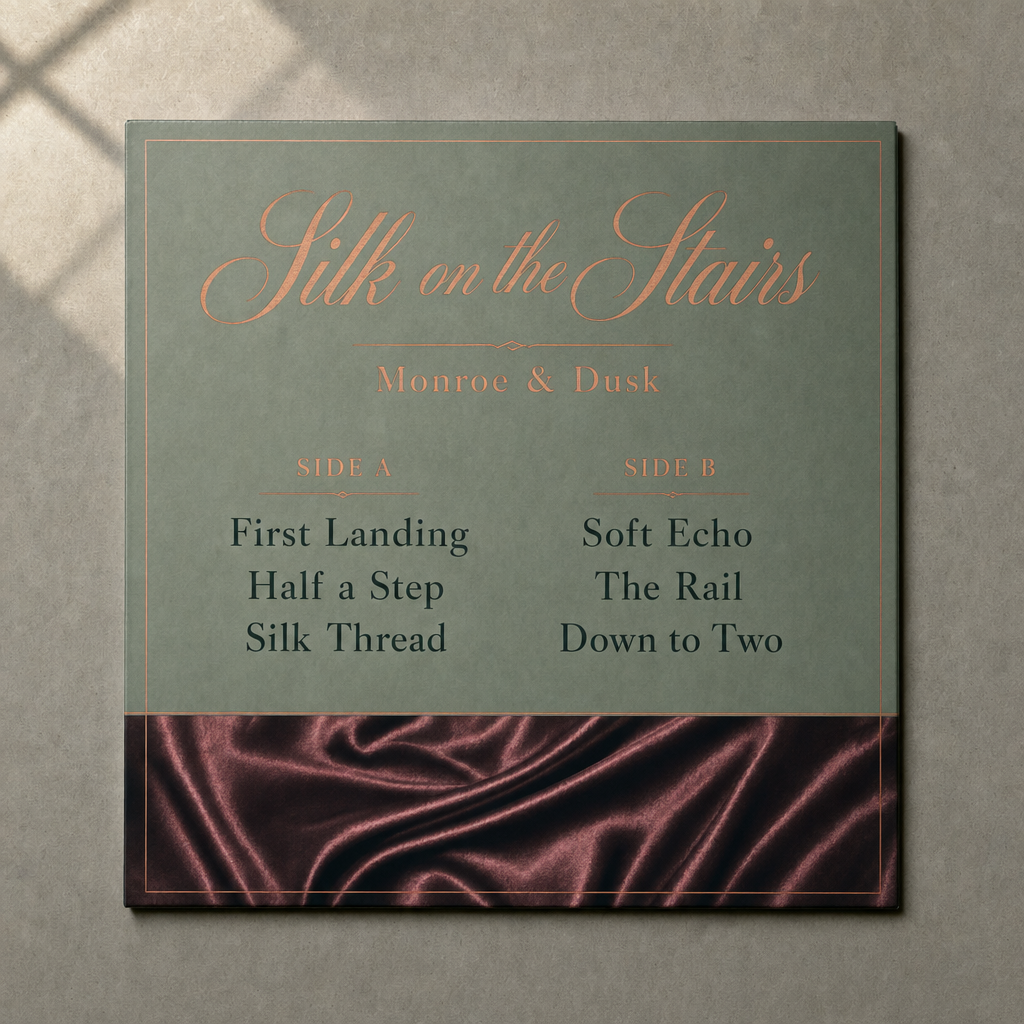 Silk on the Stairs
Monroe & Dusk
SIDE A
First Landing
Half a Step
Silk Thread
SIDE B
Soft Echo
The Rail
Down to Two